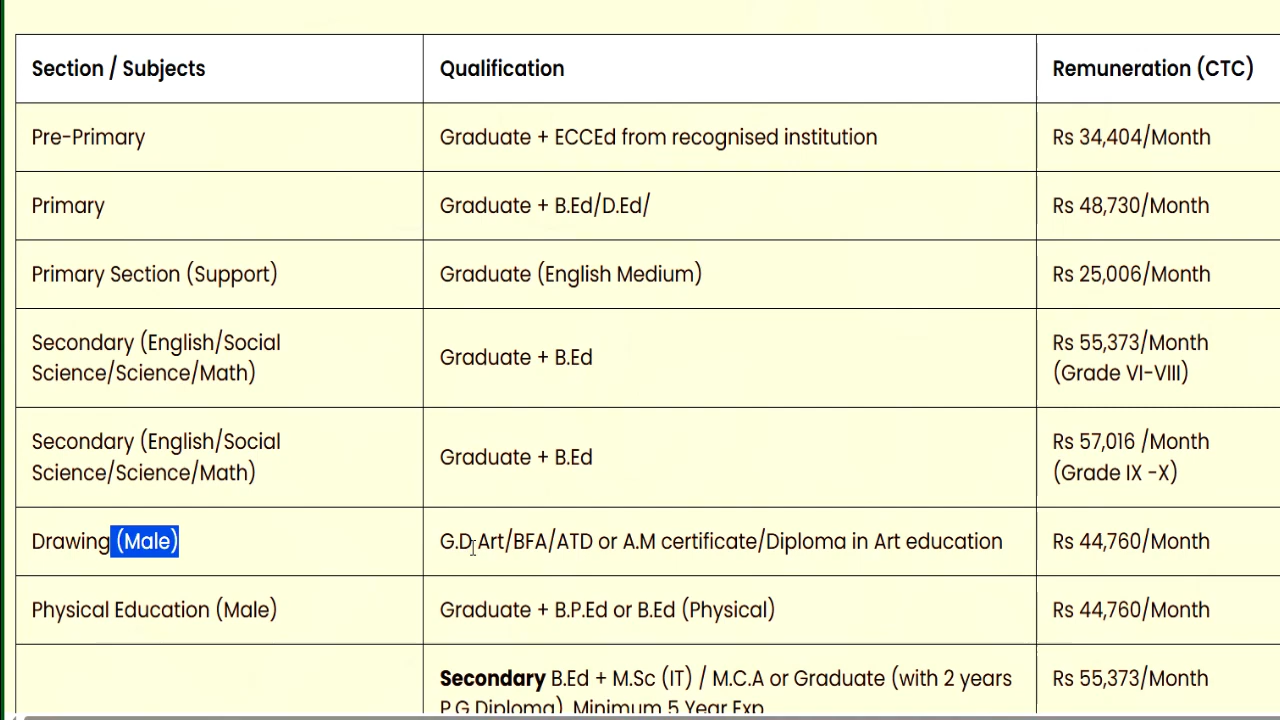 Section / Subjects Qualification Remuneration (CTC)
Pre-Primary Graduate + ECCEd from recognised institution Rs 34,404/Month
Primary Graduate + B.Ed/D.Ed/ Rs 48,730/Month
Primary Section (Support) Graduate (English Medium) Rs 25,006/Month
Secondary (English/Social
Science/Science/Math) Graduate + B.Ed Rs 55,373/Month
(Grade VI-VIII)
Secondary (English/Social
Science/Science/Math) Graduate + B.Ed Rs 57,016 /Month
(Grade IX -X)
Drawing (Male) G.D Art/BFA/ATD or A.M certificate/Diploma in Art education Rs 44,760/Month
Physical Education (Male) Graduate + B.P.Ed or B.Ed (Physical) Rs 44,760/Month
Secondary B.Ed + M.Sc (IT) / M.C.A or Graduate (with 2 years Rs 55,373/Month
P.G Diploma), Minimum 5 Year Exp